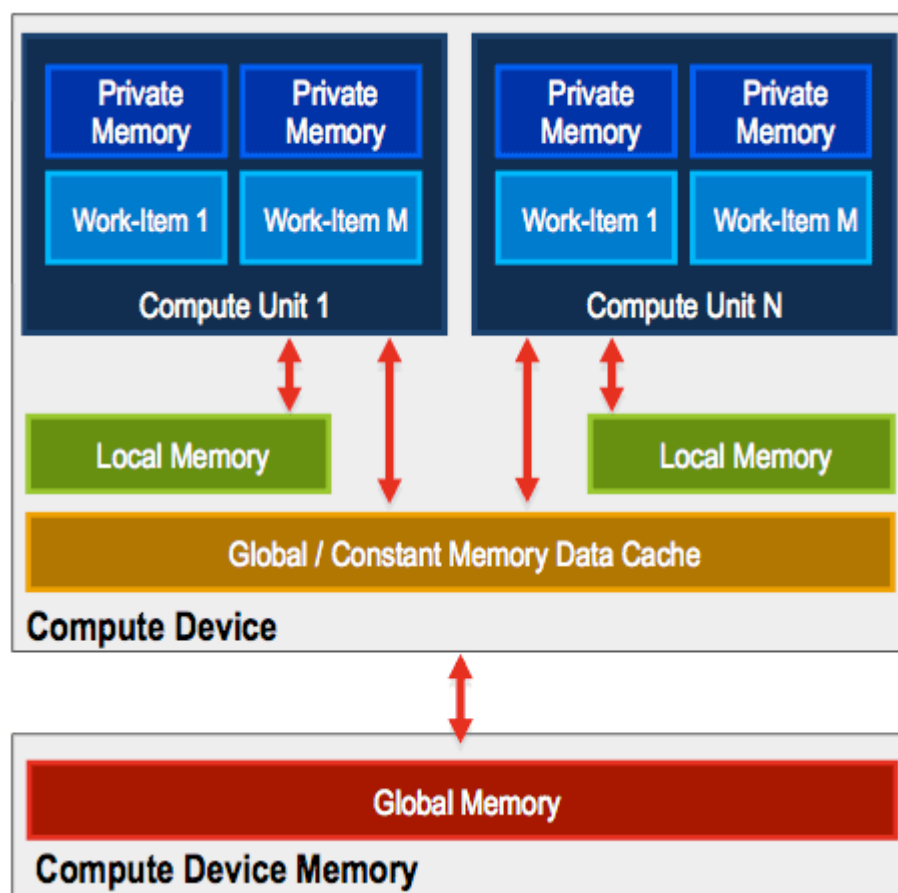 Private Memory
Private Memory
Private Memory
Private Memory
Work-Item 1
Work-Item M
Work-Item 1
Work-Item M
Compute Unit 1
Compute Unit N
Local Memory
Local Memory
Global / Constant Memory Data Cache
Compute Device
Global Memory
Compute Device Memory